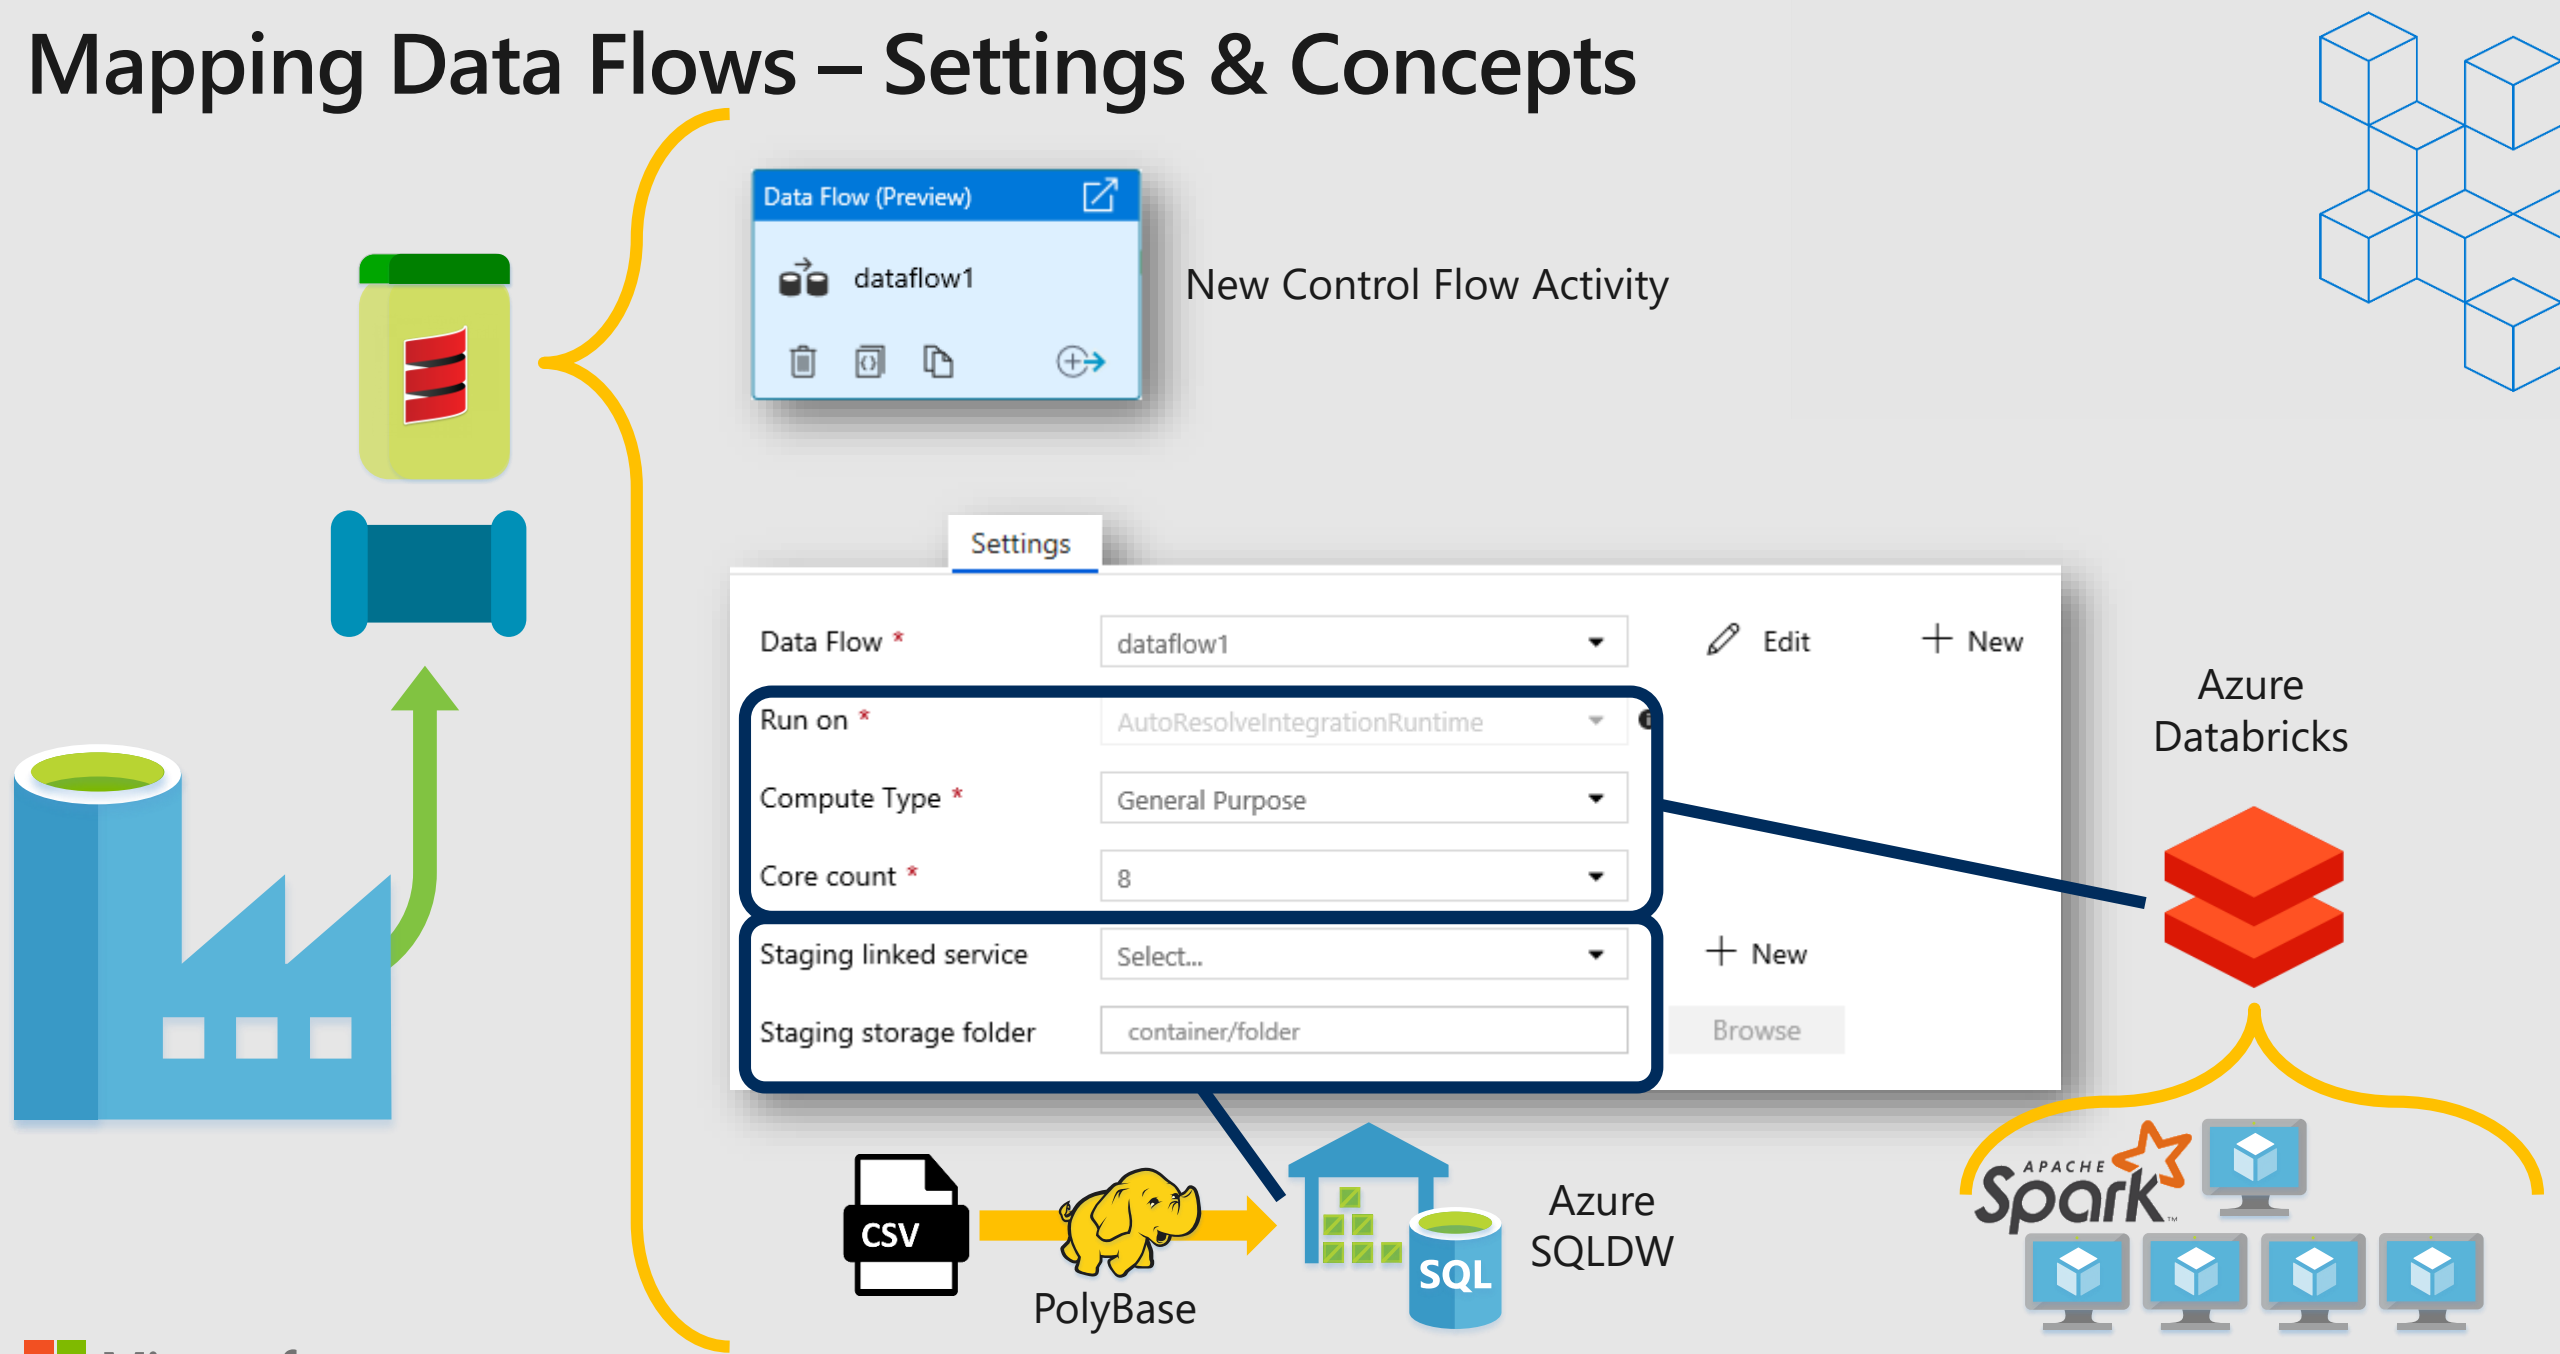 Mapping Data Flows – Settings & Concepts
Data Flow (Preview)
dataflow1
New Control Flow Activity
Settings
Data Flow *
dataflow1
Edit
New
Run on *
AutoResolveIntegrationRuntime
Compute Type *
General Purpose
Core count *
8
Staging linked service
Select...
New
Staging storage folder
container/folder
Browse
Azure
Databricks
CSV
PolyBase
SQL
Azure
SQLDW
APACHE
Spark™